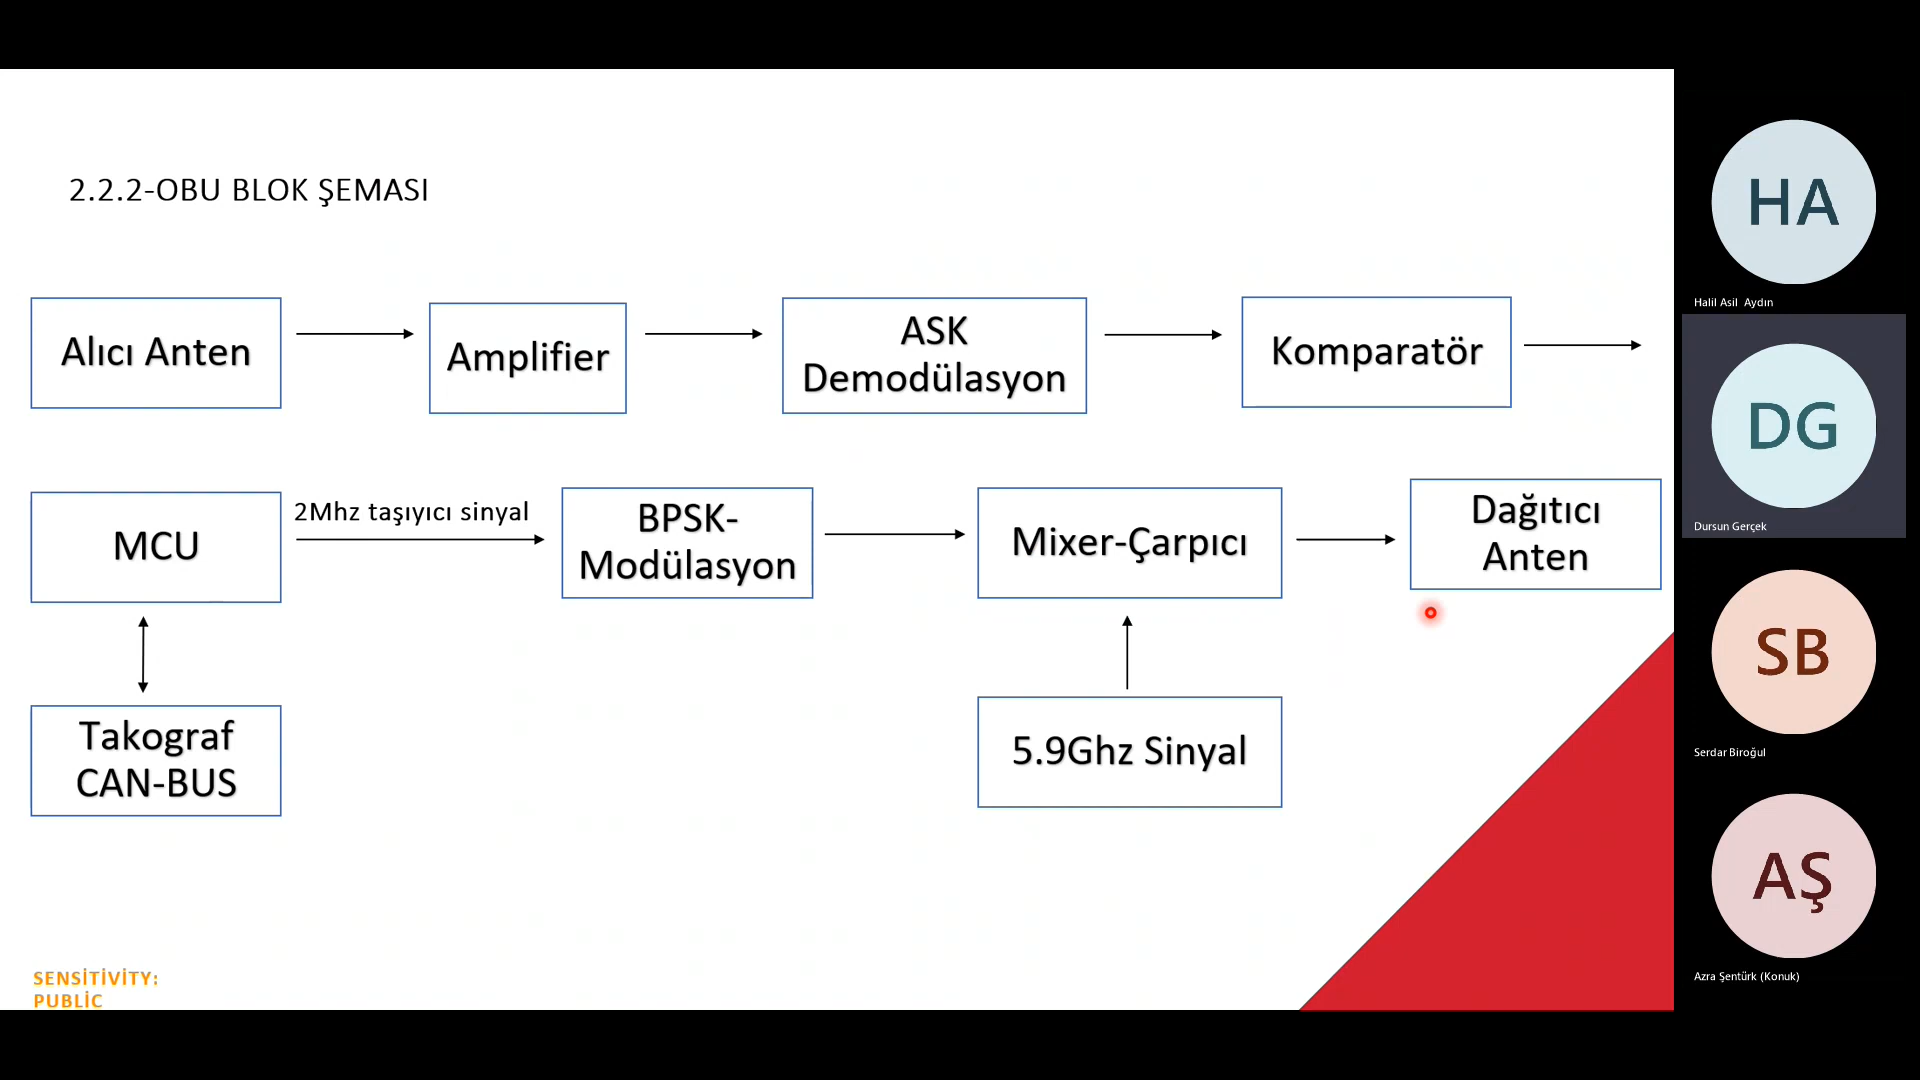 2.2.2-OBU BLOK ŞEMASI
Alıcı Anten
Amplifier
ASK
Demodülasyon
Komparatör
MCU
2Mhz taşıyıcı sinyal
BPSK-
Modülasyon
Mixer-Çarpıcı
Dağıtıcı
Anten
Takograf
CAN-BUS
5.9Ghz Sinyal
SENSİTİVİTY:
PUBLİC
HA
Halil Asil Aydın
DG
Dursun Gerçek
SB
Serdar Biroğul
AŞ
Azra Şentürk (Konuk)